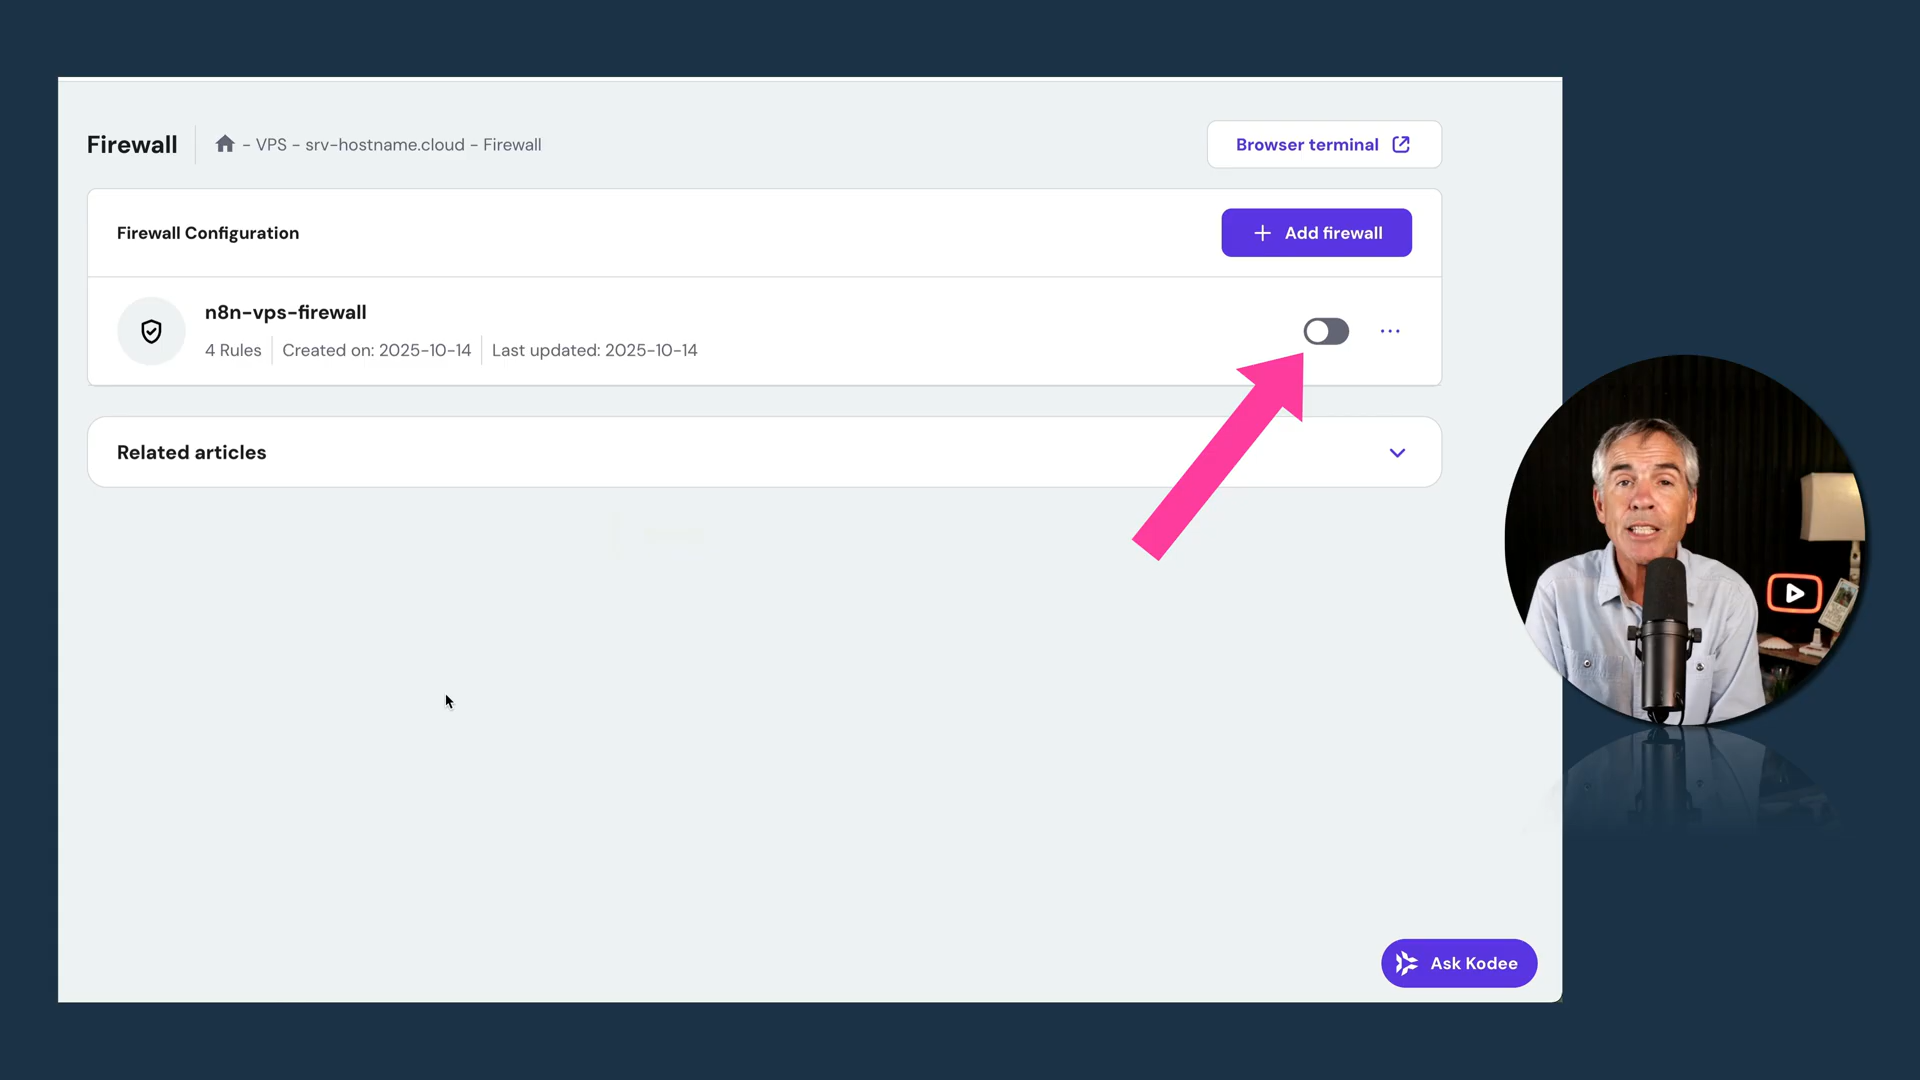 Firewall
- VPS - srv-hostname.cloud - Firewall
Browser terminal
Firewall Configuration
+ Add firewall
n8n-vps-firewall
4 Rules
Created on: 2025-10-14
Last updated: 2025-10-14
Related articles
Ask Kodee